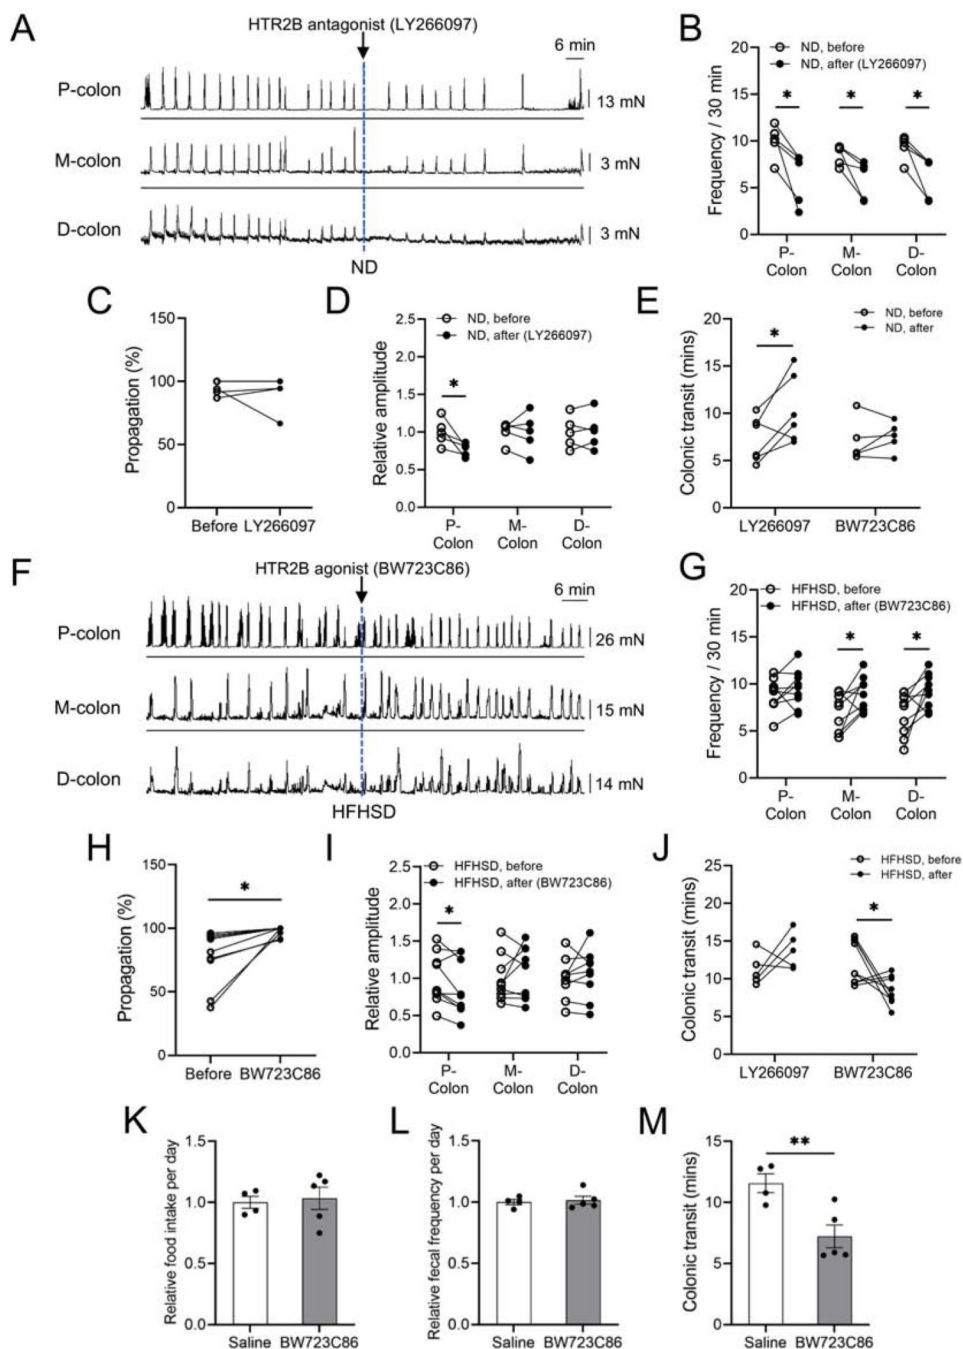 A
HTR2B antagonist (LY266097)
6 min
P-colon
13 mN
M-colon
3 mN
D-colon
3 mN
ND
B
ND, before
ND, after (LY266097)
Frequency / 30 min
20
15
10
5
0
*
*
*
P-
Colon
M-
Colon
D-
Colon
C
Propagation (%)
150
100
50
0
Before
LY266097
D
ND, before
ND, after (LY266097)
Relative amplitude
2.5
2.0
1.5
1.0
0.5
0.0
*
P-
Colon
M-
Colon
D-
Colon
E
ND, before
ND, after
Colonic transit (mins)
20
15
10
5
0
*
LY266097
BW723C86
F
HTR2B agonist (BW723C86)
6 min
P-colon
26 mN
M-colon
15 mN
D-colon
14 mN
HFHSD
G
HFHSD, before
HFHSD, after (BW723C86)
Frequency / 30 min
20
15
10
5
0
*
*
P-
Colon
M-
Colon
D-
Colon
H
Propagation (%)
150
100
50
0
*
Before
BW723C86
I
HFHSD, before
HFHSD, after (BW723C86)
Relative amplitude
2.5
2.0
1.5
1.0
0.5
0.0
*
P-
Colon
M-
Colon
D-
Colon
J
HFHSD, before
HFHSD, after
Colonic transit (mins)
25
20
15
10
5
0
*
LY266097
BW723C86
K
Relative food intake per day
1.5
1.0
0.5
0.0
Saline
BW723C86
L
Relative fecal frequency per day
1.5
1.0
0.5
0.0
Saline
BW723C86
M
Colonic transit (mins)
15
10
5
0
**
Saline
BW723C86